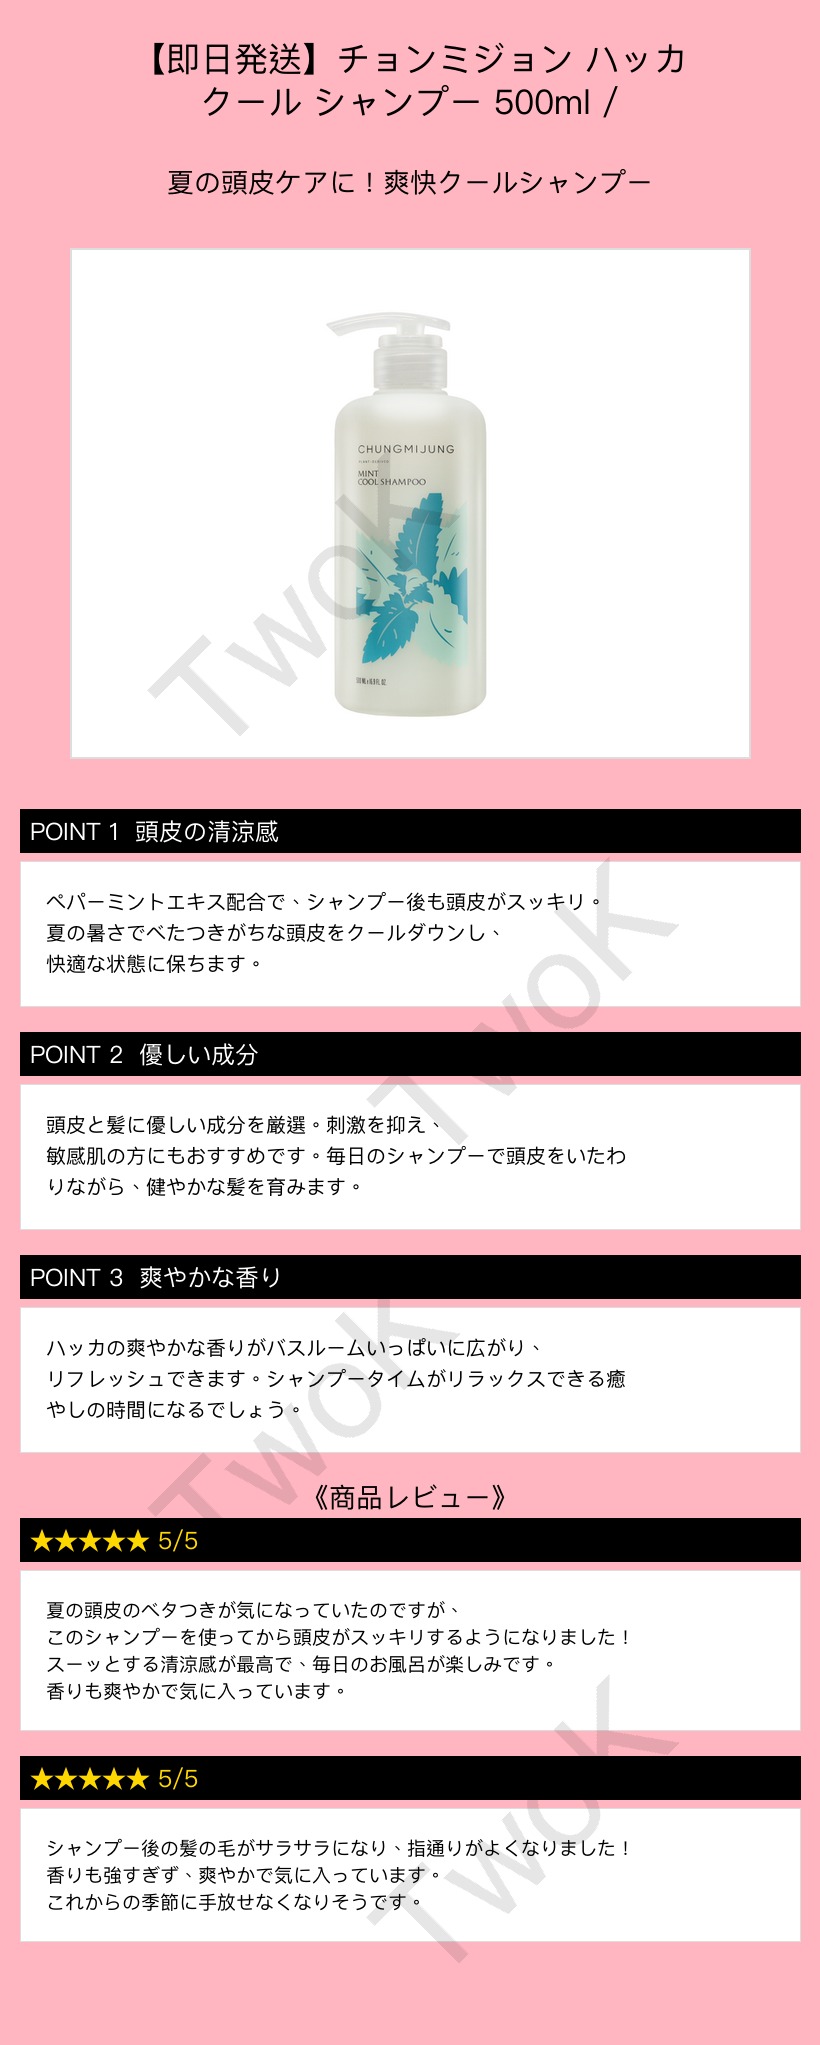 【即日発送】チョンミジョン ハッカ
クール シャンプー 500ml /
夏の頭皮ケアに！爽快クールシャンプー
CHUNGMIJUNG
MINT
COOL SHAMPOO
TwoK
POINT 1 頭皮の清涼感
ペパーミントエキス配合で、シャンプー後も頭皮がスッキリ。
夏の暑さでべたつきがちな頭皮をクールダウンし、
快適な状態に保ちます。
TwoK
POINT 2 優しい成分
頭皮と髪に優しい成分を厳選。刺激を抑え、
敏感肌の方にもおすすめです。毎日のシャンプーで頭皮をいたわ
りながら、健やかな髪を育みます。
POINT 3 爽やかな香り
ハッカの爽やかな香りがバスルームいっぱいに広がり、
リフレッシュできます。シャンプータイムがリラックスできる癒
やしの時間になるでしょう。
TwoK
《商品レビュー》
★★★★★ 5/5
夏の頭皮のベタつきが気になっていたのですが、
このシャンプーを使ってから頭皮がスッキリするようになりました！
スーッとする清涼感が最高で、毎日のお風呂が楽しみです。
香りも爽やかで気に入っています。
★★★★★ 5/5
シャンプー後の髪の毛がサラサラになり、指通りがよくなりました！
香りも強すぎず、爽やかで気に入っています。
これからの季節に手放せなくなりそうです。
TwoK